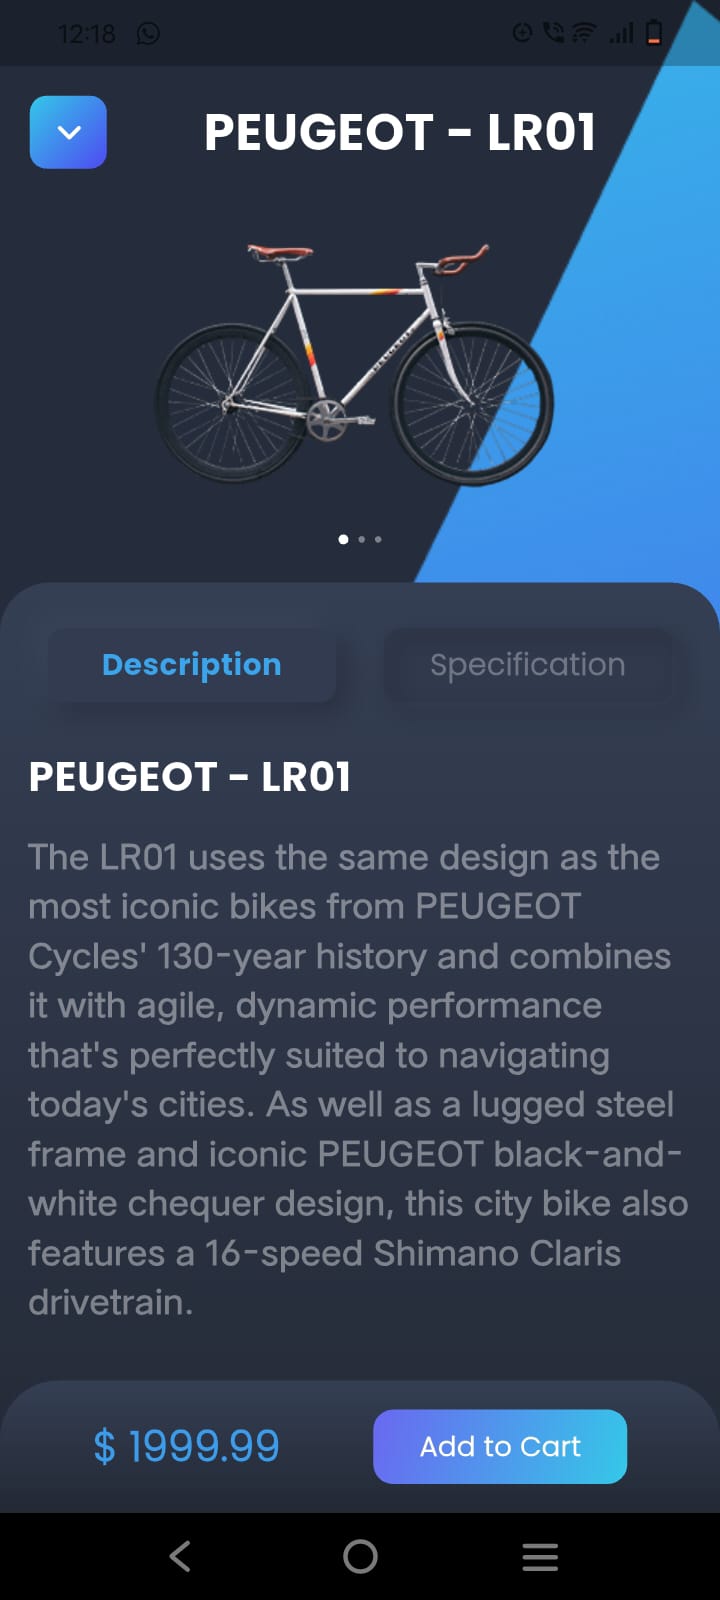 12:18
PEUGEOT - LR01
PEUGEOT
Description
Specification
PEUGEOT - LR01
The LR01 uses the same design as the
most iconic bikes from PEUGEOT
Cycles' 130-year history and combines
it with agile, dynamic performance
that's perfectly suited to navigating
today's cities. As well as a lugged steel
frame and iconic PEUGEOT black-and-
white chequer design, this city bike also
features a 16-speed Shimano Claris
drivetrain.
$ 1999.99
Add to Cart